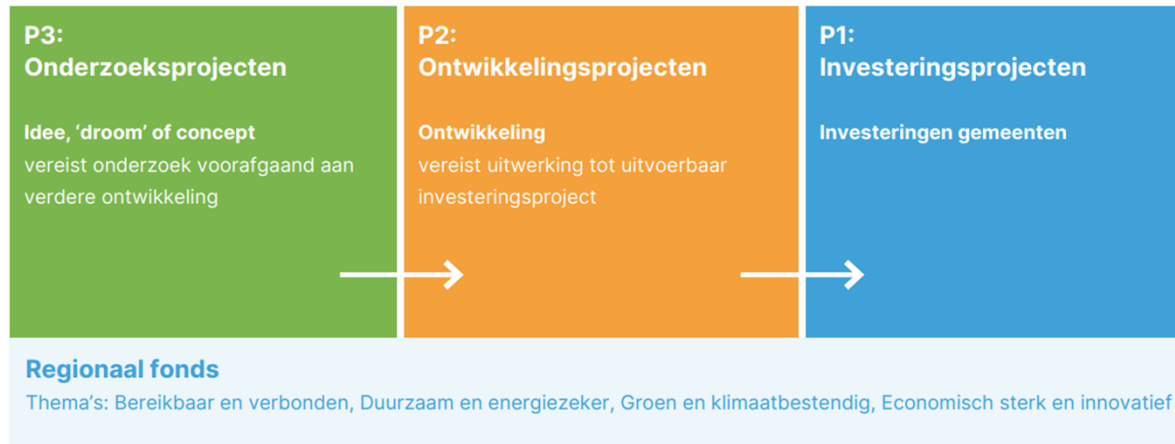 P3:
Onderzoeksprojecten
Idee, ‘droom’ of concept
vereist onderzoek voorafgaand aan
verdere ontwikkeling
P2:
Ontwikkelingsprojecten
Ontwikkeling
vereist uitwerking tot uitvoerbaar
investeringsproject
P1:
Investeringsprojecten
Investeringen gemeenten
Regionaal fonds
Thema’s: Bereikbaar en verbonden, Duurzaam en energiezeker, Groen en klimaatbestendig, Economisch sterk en innovatief